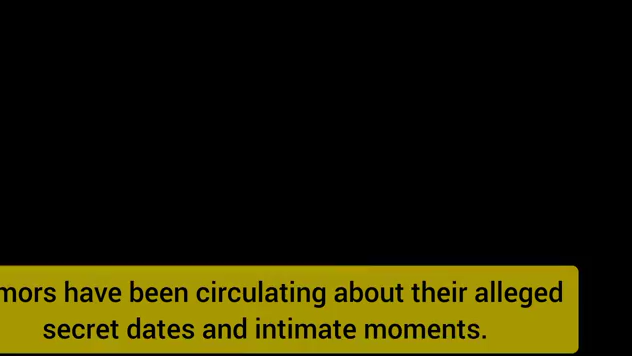 mors have been circulating about their alleged
secret dates and intimate moments.